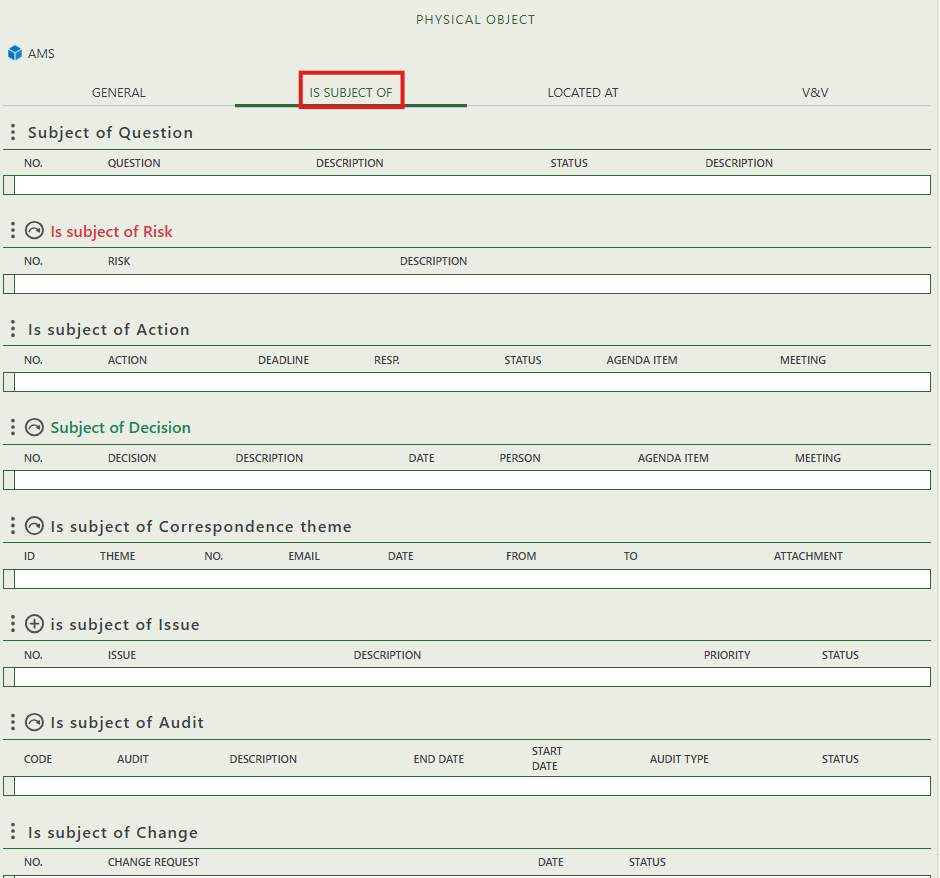 PHYSICAL OBJECT
AMS
GENERAL IS SUBJECT OF LOCATED AT V&V
Subject of Question
NO. QUESTION DESCRIPTION STATUS DESCRIPTION
Is subject of Risk
NO. RISK DESCRIPTION
Is subject of Action
NO. ACTION DEADLINE RESP. STATUS AGENDA ITEM MEETING
Subject of Decision
NO. DECISION DESCRIPTION DATE PERSON AGENDA ITEM MEETING
Is subject of Correspondence theme
ID THEME NO. EMAIL DATE FROM TO ATTACHMENT
is subject of Issue
NO. ISSUE DESCRIPTION PRIORITY STATUS
Is subject of Audit
CODE AUDIT DESCRIPTION END DATE START DATE AUDIT TYPE STATUS
Is subject of Change
NO. CHANGE REQUEST DATE STATUS